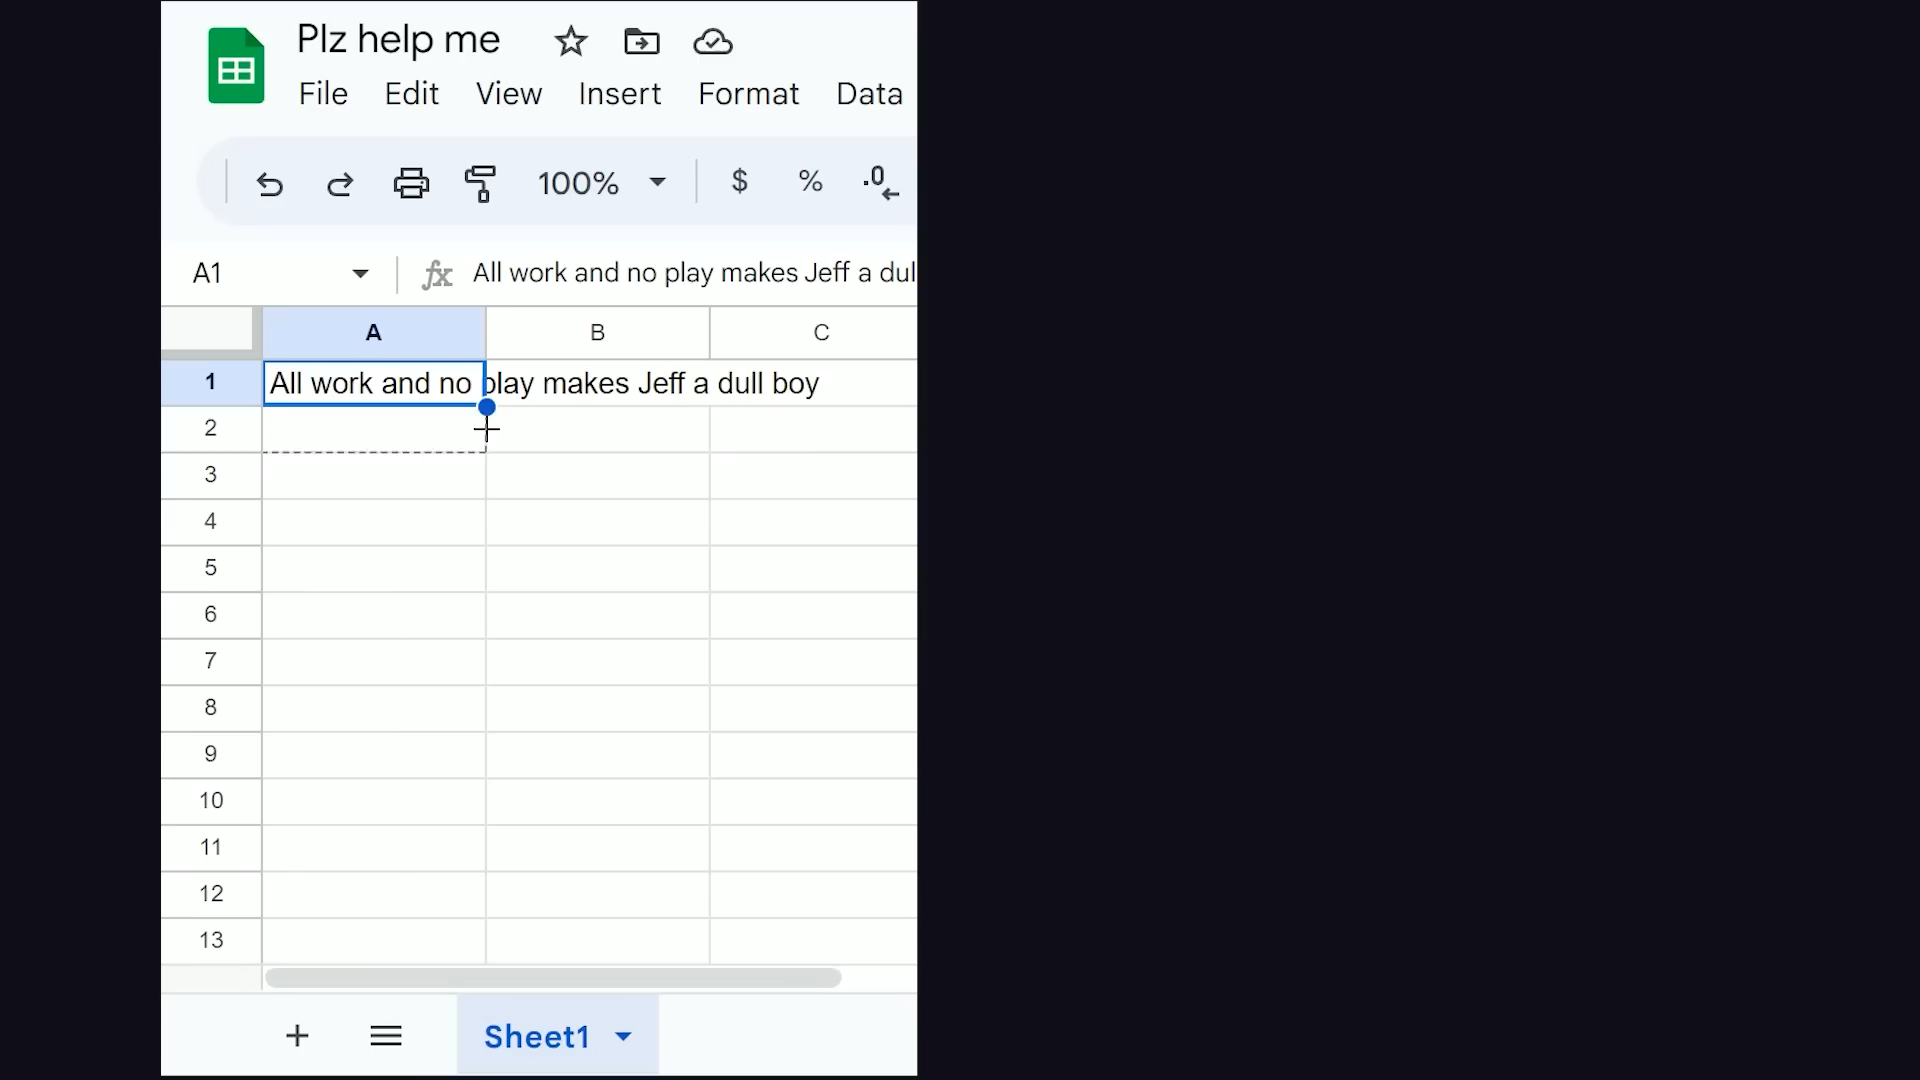 Plz help me
File Edit View Insert Format Data
100% $ % .0
A1 fx All work and no play makes Jeff a dul
A B C
1 All work and no play makes Jeff a dull boy
2
3
4
5
6
7
8
9
10
11
12
13
Sheet1